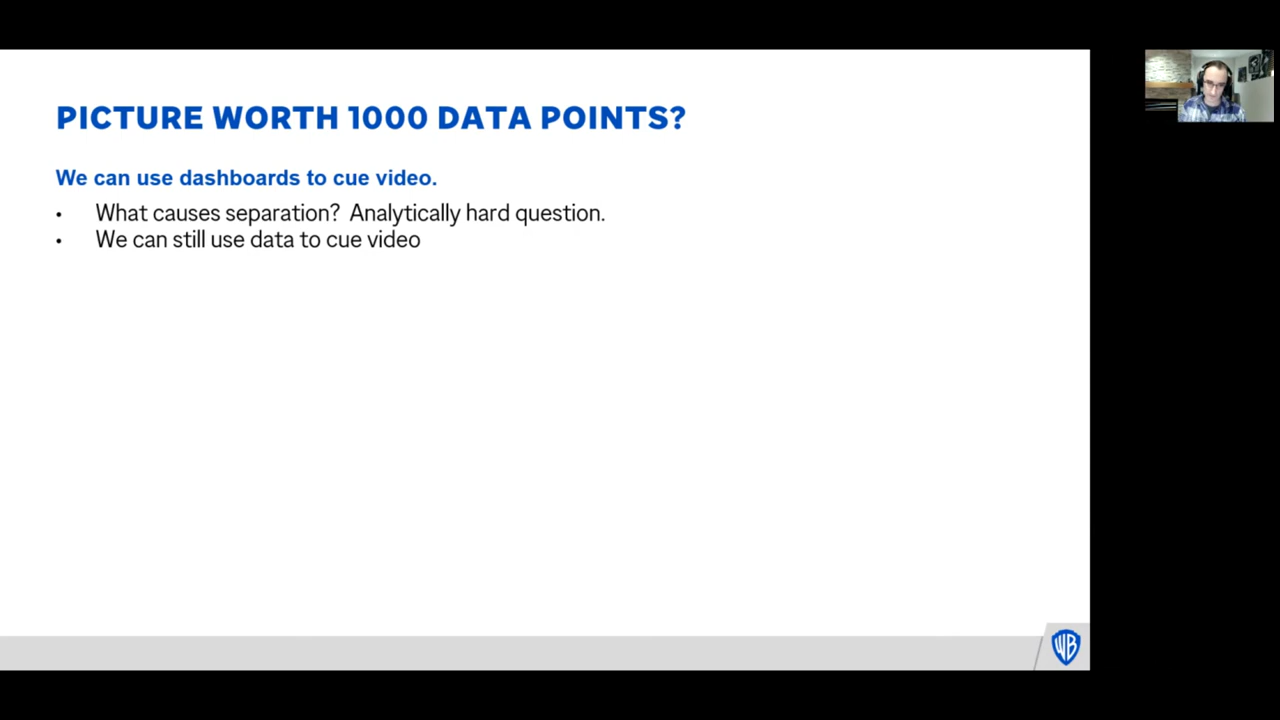 PICTURE WORTH 1000 DATA POINTS?
We can use dashboards to cue video.
• What causes separation?  Analytically hard question.
• We can still use data to cue video
WB